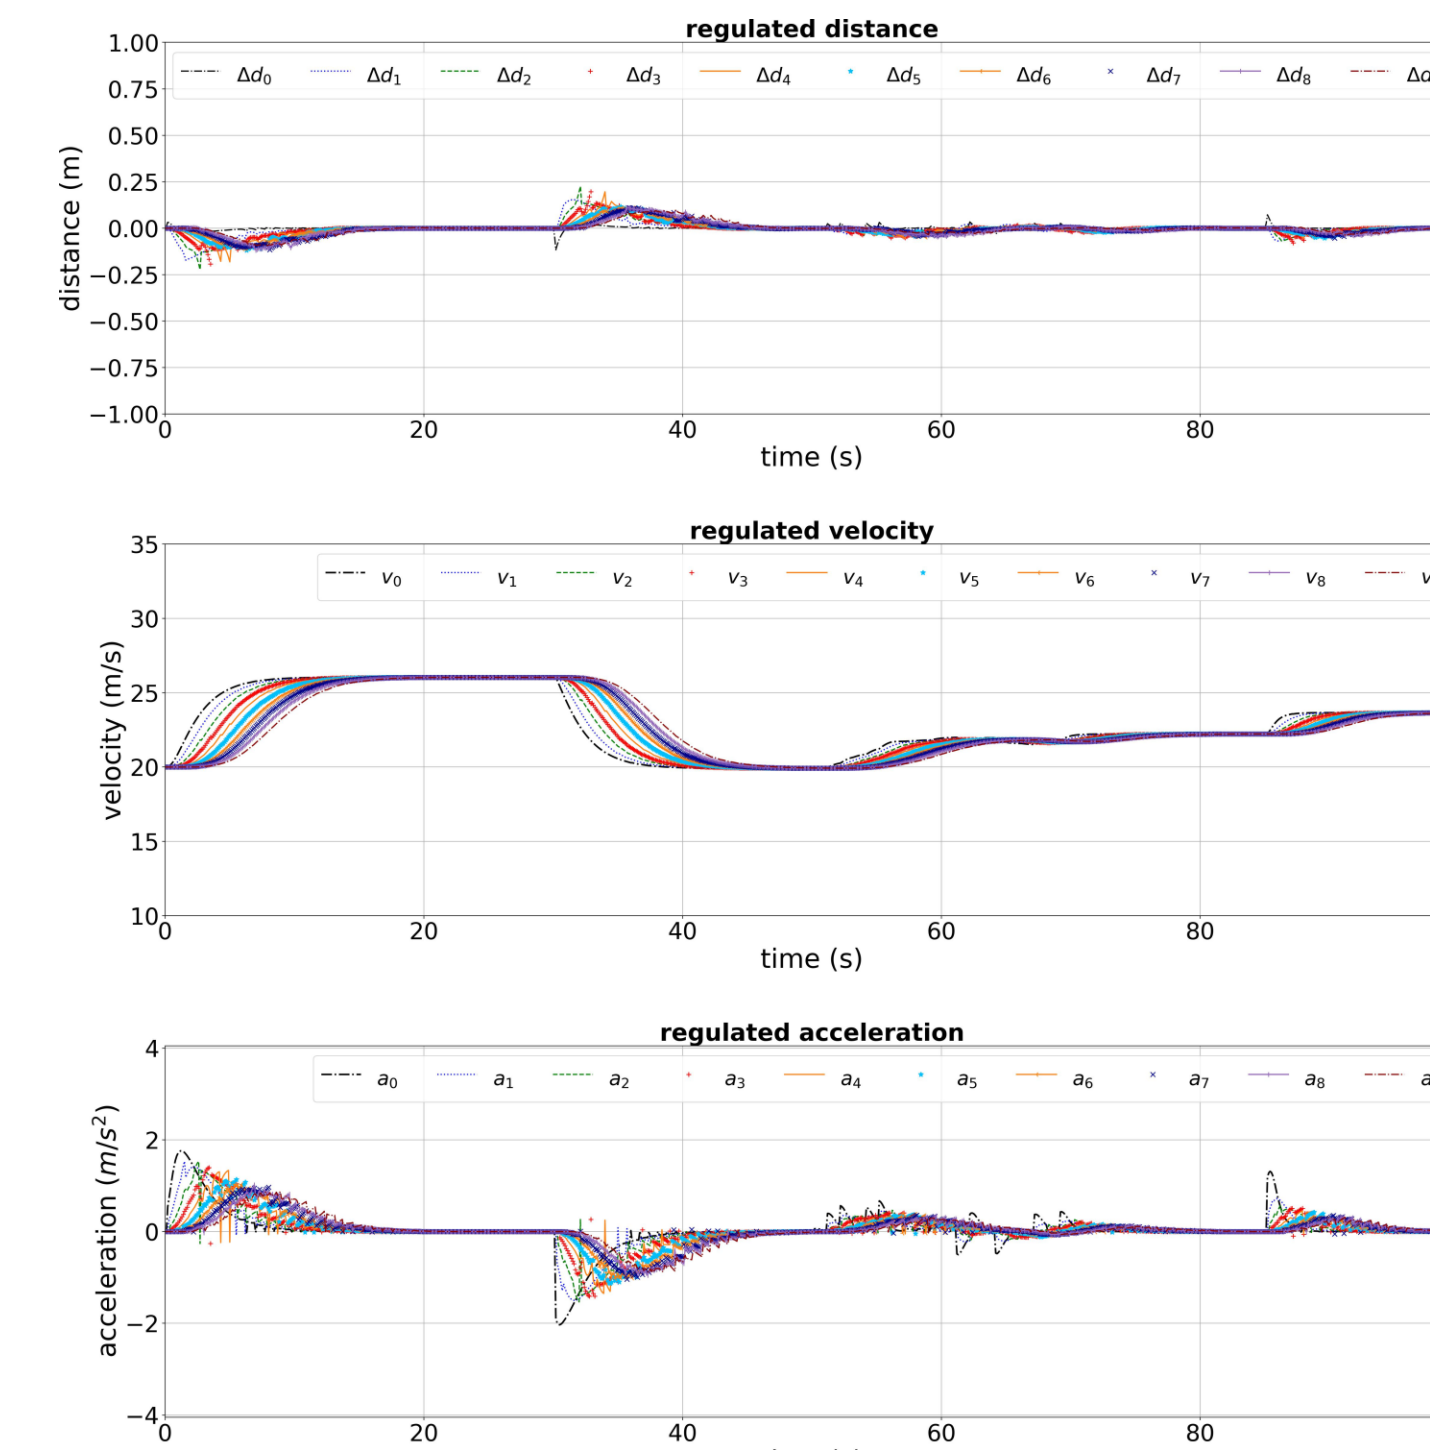 regulated distance
1.00
Δd₀ Δd₁ Δd₂ Δd₃ Δd₄ Δd₅ Δd₆ Δd₇ Δd₈ Δd
0.75
0.50
0.25
0.00
−0.25
−0.50
−0.75
−1.00
distance (m)
0 20 40 60 80
time (s)
regulated velocity
35
v₀ v₁ v₂ v₃ v₄ v₅ v₆ v₇ v₈ v
30
25
20
15
10
velocity (m/s)
0 20 40 60 80
time (s)
regulated acceleration
4
a₀ a₁ a₂ a₃ a₄ a₅ a₆ a₇ a₈ a
2
0
−2
−4
acceleration (m/s²)
0 20 40 60 80